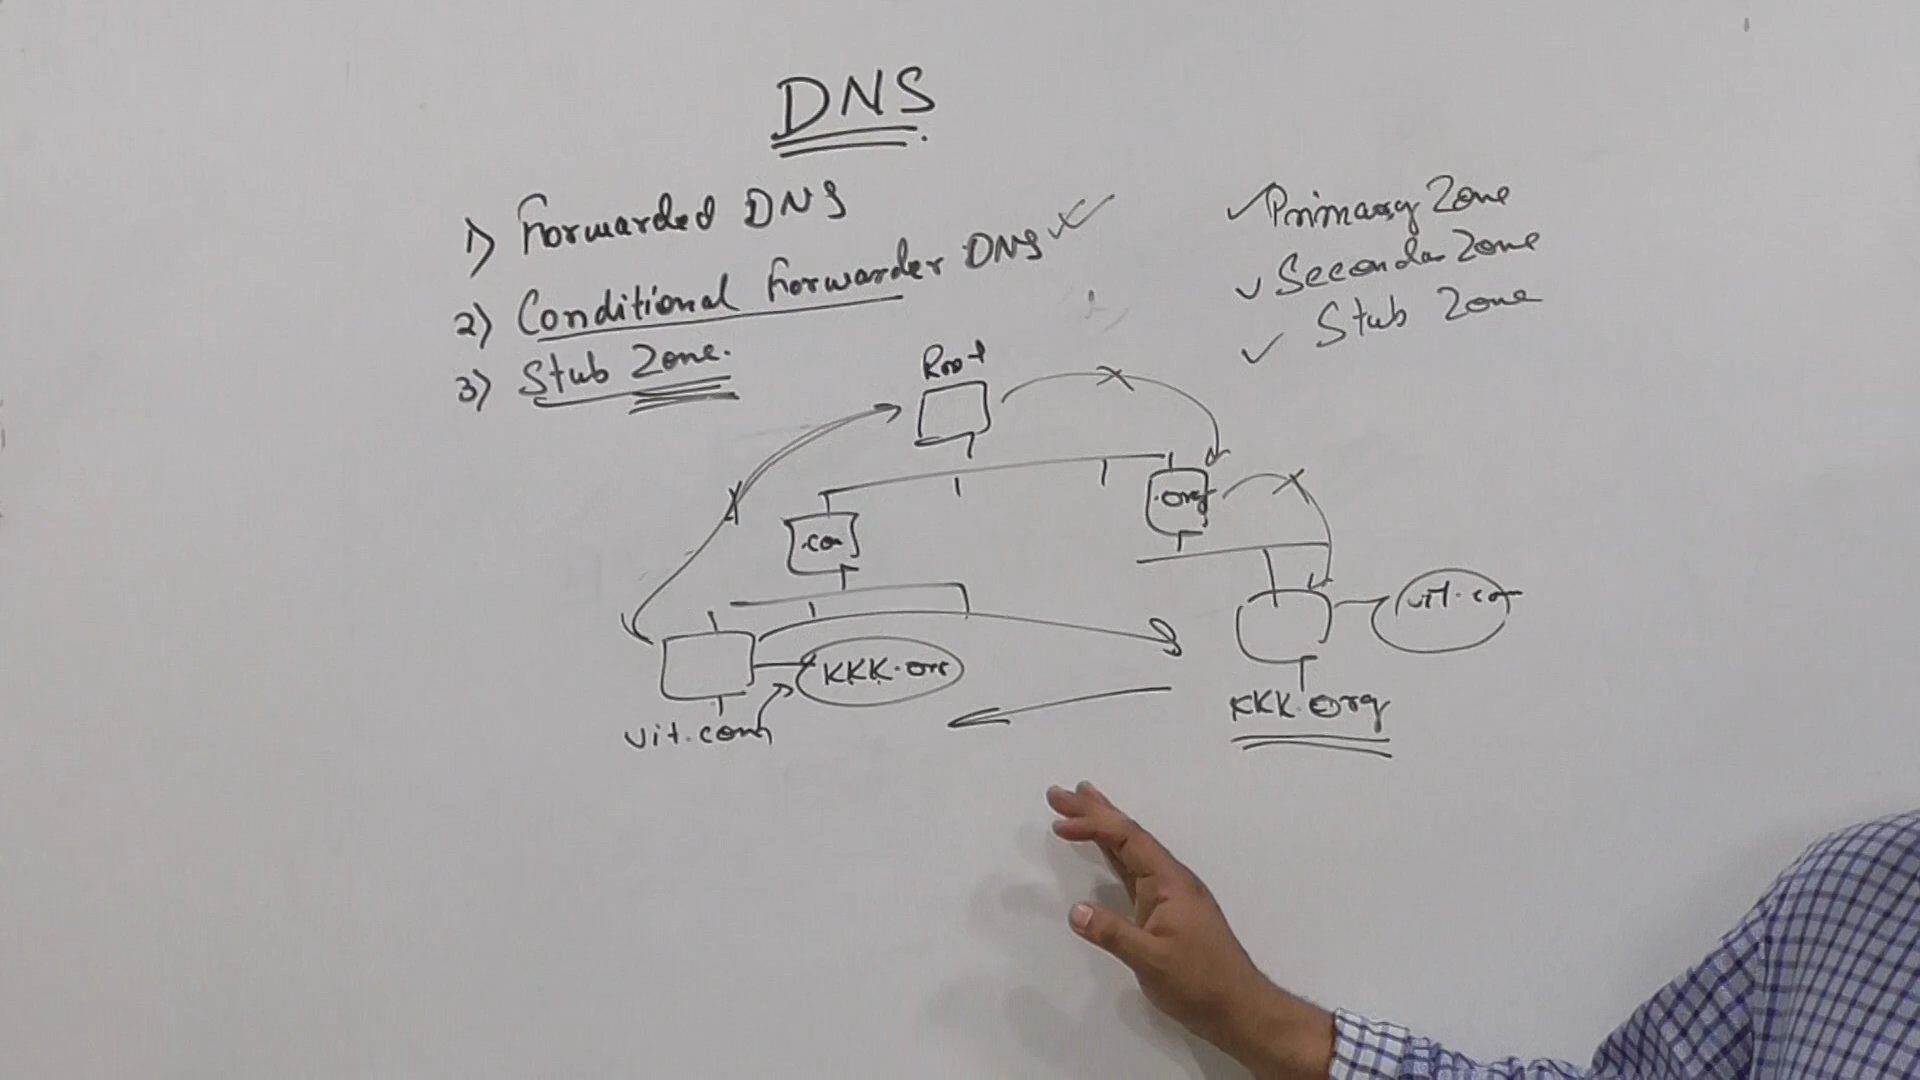 DNS
1) Forwarded DNS
2) Conditional Forwarder DNS
3) Stub Zone.
Primary Zone
Seconda Zone
Stub Zone
Root
.com
.org
vit.com
KKK.org
KKK.org
vit.com